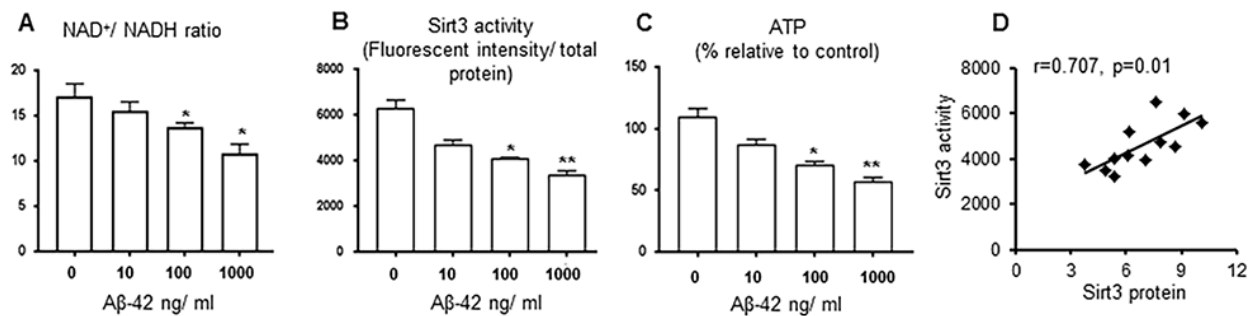 A
NAD+/ NADH ratio
20
15
10
5
0
*
*
0 10 100 1000
Aβ-42 ng/ ml
B
Sirt3 activity
(Fluorescent intensity/ total
protein)
8000
6000
4000
2000
0
*
**
0 10 100 1000
Aβ-42 ng/ ml
C
ATP
(% relative to control)
150
100
50
0
*
**
0 10 100 1000
Aβ-42 ng/ ml
D
r=0.707, p=0.01
Sirt3 activity
8000
6000
4000
2000
0
0 3 6 9 12
Sirt3 protein